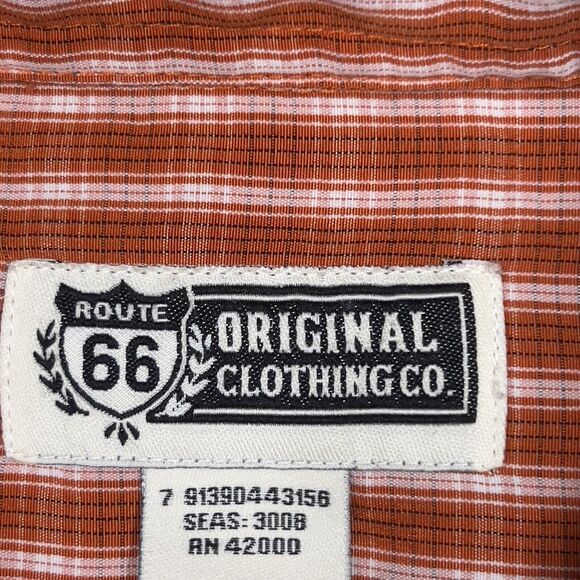 ROUTE
66
ORIGINAL
CLOTHING CO.
7 91390443156
SEAS: 3008
RN 42000